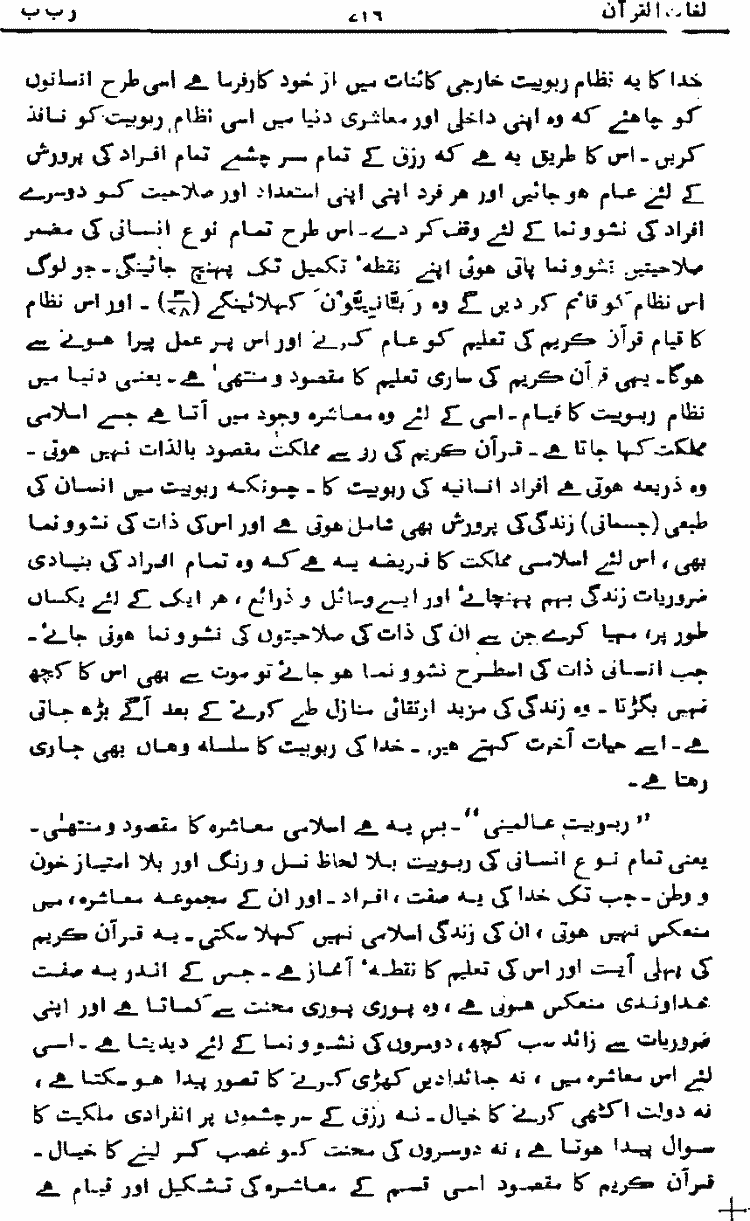 لغات القرآن ۷۱۶ ر ب ب
خدا کا یہ نظام ربوبیت خارجی کائنات میں از خود کارفرما ہے اسی طرح انسانوں
کو چاہئے کہ وہ اپنی داخلی اور معاشری دنیا میں اسی نظام ربوبیت کو نافذ
کریں ۔ اس کا طریق یہ ہے کہ رزق کے تمام سر چشمے تمام افراد کی پرورش
کے لئے عام ہو جائیں اور ہر فرد اپنی اپنی استعداد اور صلاحیت کو دوسرے
افراد کی نشوونما کے لئے وقف کر دے۔ اس طرح تمام نوع انسانی کی مضمر
صلاحیتیں نشوونما پاتی ہوئی اپنے نقطہٴ تکمیل تک پہنچ جائینگی۔ جو لوگ
اس نظام کو قائم کر دیں گے وہ رَبَّانِیُّوْنَ کہلائینگے (۳/۷۸) ۔ اور اس نظام
کا قیام قرآن کریم کی تعلیم کو عام کرنے اور اس پر عمل پیرا ہونے سے
ہوگا۔ یہی قرآن کریم کی ساری تعلیم کا مقصود و منتہیٰ ہے۔ یعنی دنیا میں
نظام ربوبیت کا قیام۔ اسی کے لئے وہ معاشرہ وجود میں آتا ہے جسے اسلامی
مملکت کہا جاتا ہے۔ قرآن کریم کی رو سے مملکت مقصود بالذات نہیں ہوتی ۔
وہ ذریعہ ہوتی ہے افراد انسانیہ کی ربوبیت کا ۔ چونکہ ربوبیت میں انسان کی
طبعی (جسمانی) زندگی کی پرورش بھی شامل ہوتی ہے اور اس کی ذات کی نشوونما
بھی، اس لئے اسلامی مملکت کا فریضہ یہ ہے کہ وہ تمام افراد کی بنیادی
ضروریات زندگی بہم پہنچائے اور ایسے وسائل و ذرائع، ہر ایک کے لئے یکساں
طور پر، مہیا کرے جن سے ان کی ذات کی صلاحیتوں کی نشوونما ہوتی جائے۔
جب انسانی ذات کی اسطرح نشوونما ہو جائے تو موت سے بھی اس کا کچھ
نہیں بگڑتا ۔ وہ زندگی کی مزید ارتقائی منازل طے کرنے کے بعد آگے بڑھ جاتی
ہے۔ اسے حیات آخرت کہتے ہیں ۔ خدا کی ربوبیت کا سلسلہ وہاں بھی جاری
رہتا ہے۔
”ربوبیت عالمینی“۔ بس یہ ہے اسلامی معاشرہ کا مقصود و منتہیٰ۔
یعنی تمام نوع انسانی کی ربوبیت بلا لحاظ نسل و رنگ اور بلا امتیاز خون
و وطن ۔ جب تک خدا کی یہ صفت، افراد ۔ اور ان کے مجموعہ معاشرہ، میں
منعکس نہیں ہوتی، ان کی زندگی اسلامی نہیں کہلا سکتی۔ یہ قرآن کریم
کی پہلی آیت اور اس کی تعلیم کا نقطہٴ آغاز ہے۔ جس کے اندر یہ صفت
خداوندی منعکس ہوتی ہے، وہ پوری پوری محنت سے کماتا ہے اور اپنی
ضروریات سے زائد سب کچھ، دوسروں کی نشوونما کے لئے دیدیتا ہے ۔ اسی
لئے اس معاشرہ میں، نہ جائدادیں کھڑی کرنے کا تصور پیدا ہو سکتا ہے،
نہ دولت اکٹھی کرنے کا خیال۔ نہ رزق کے سر چشموں پر انفرادی ملکیت کا
سوال پیدا ہوتا ہے، نہ دوسروں کی محنت کو غصب کر لینے کا خیال ۔
قرآن کریم کا مقصود اسی قسم کے معاشرہ کی تشکیل اور قیام ہے